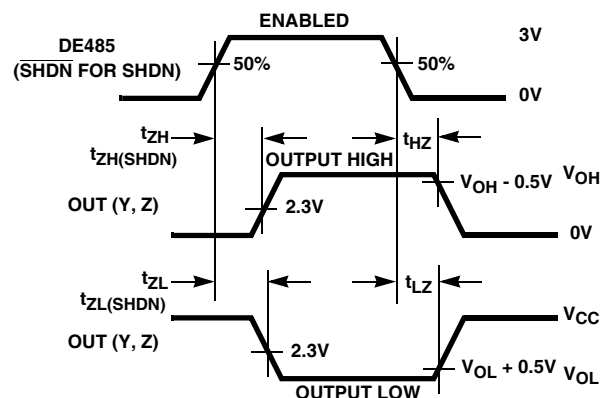 ENABLED
DE485
(SHDN FOR SHDN)
50%
50%
3V
0V
tZH
tZH(SHDN)
OUTPUT HIGH
tHZ
OUT (Y, Z)
2.3V
VOH - 0.5V
VOH
0V
tZL
tZL(SHDN)
tLZ
OUT (Y, Z)
2.3V
VCC
VOL + 0.5V
VOL
OUTPUT LOW